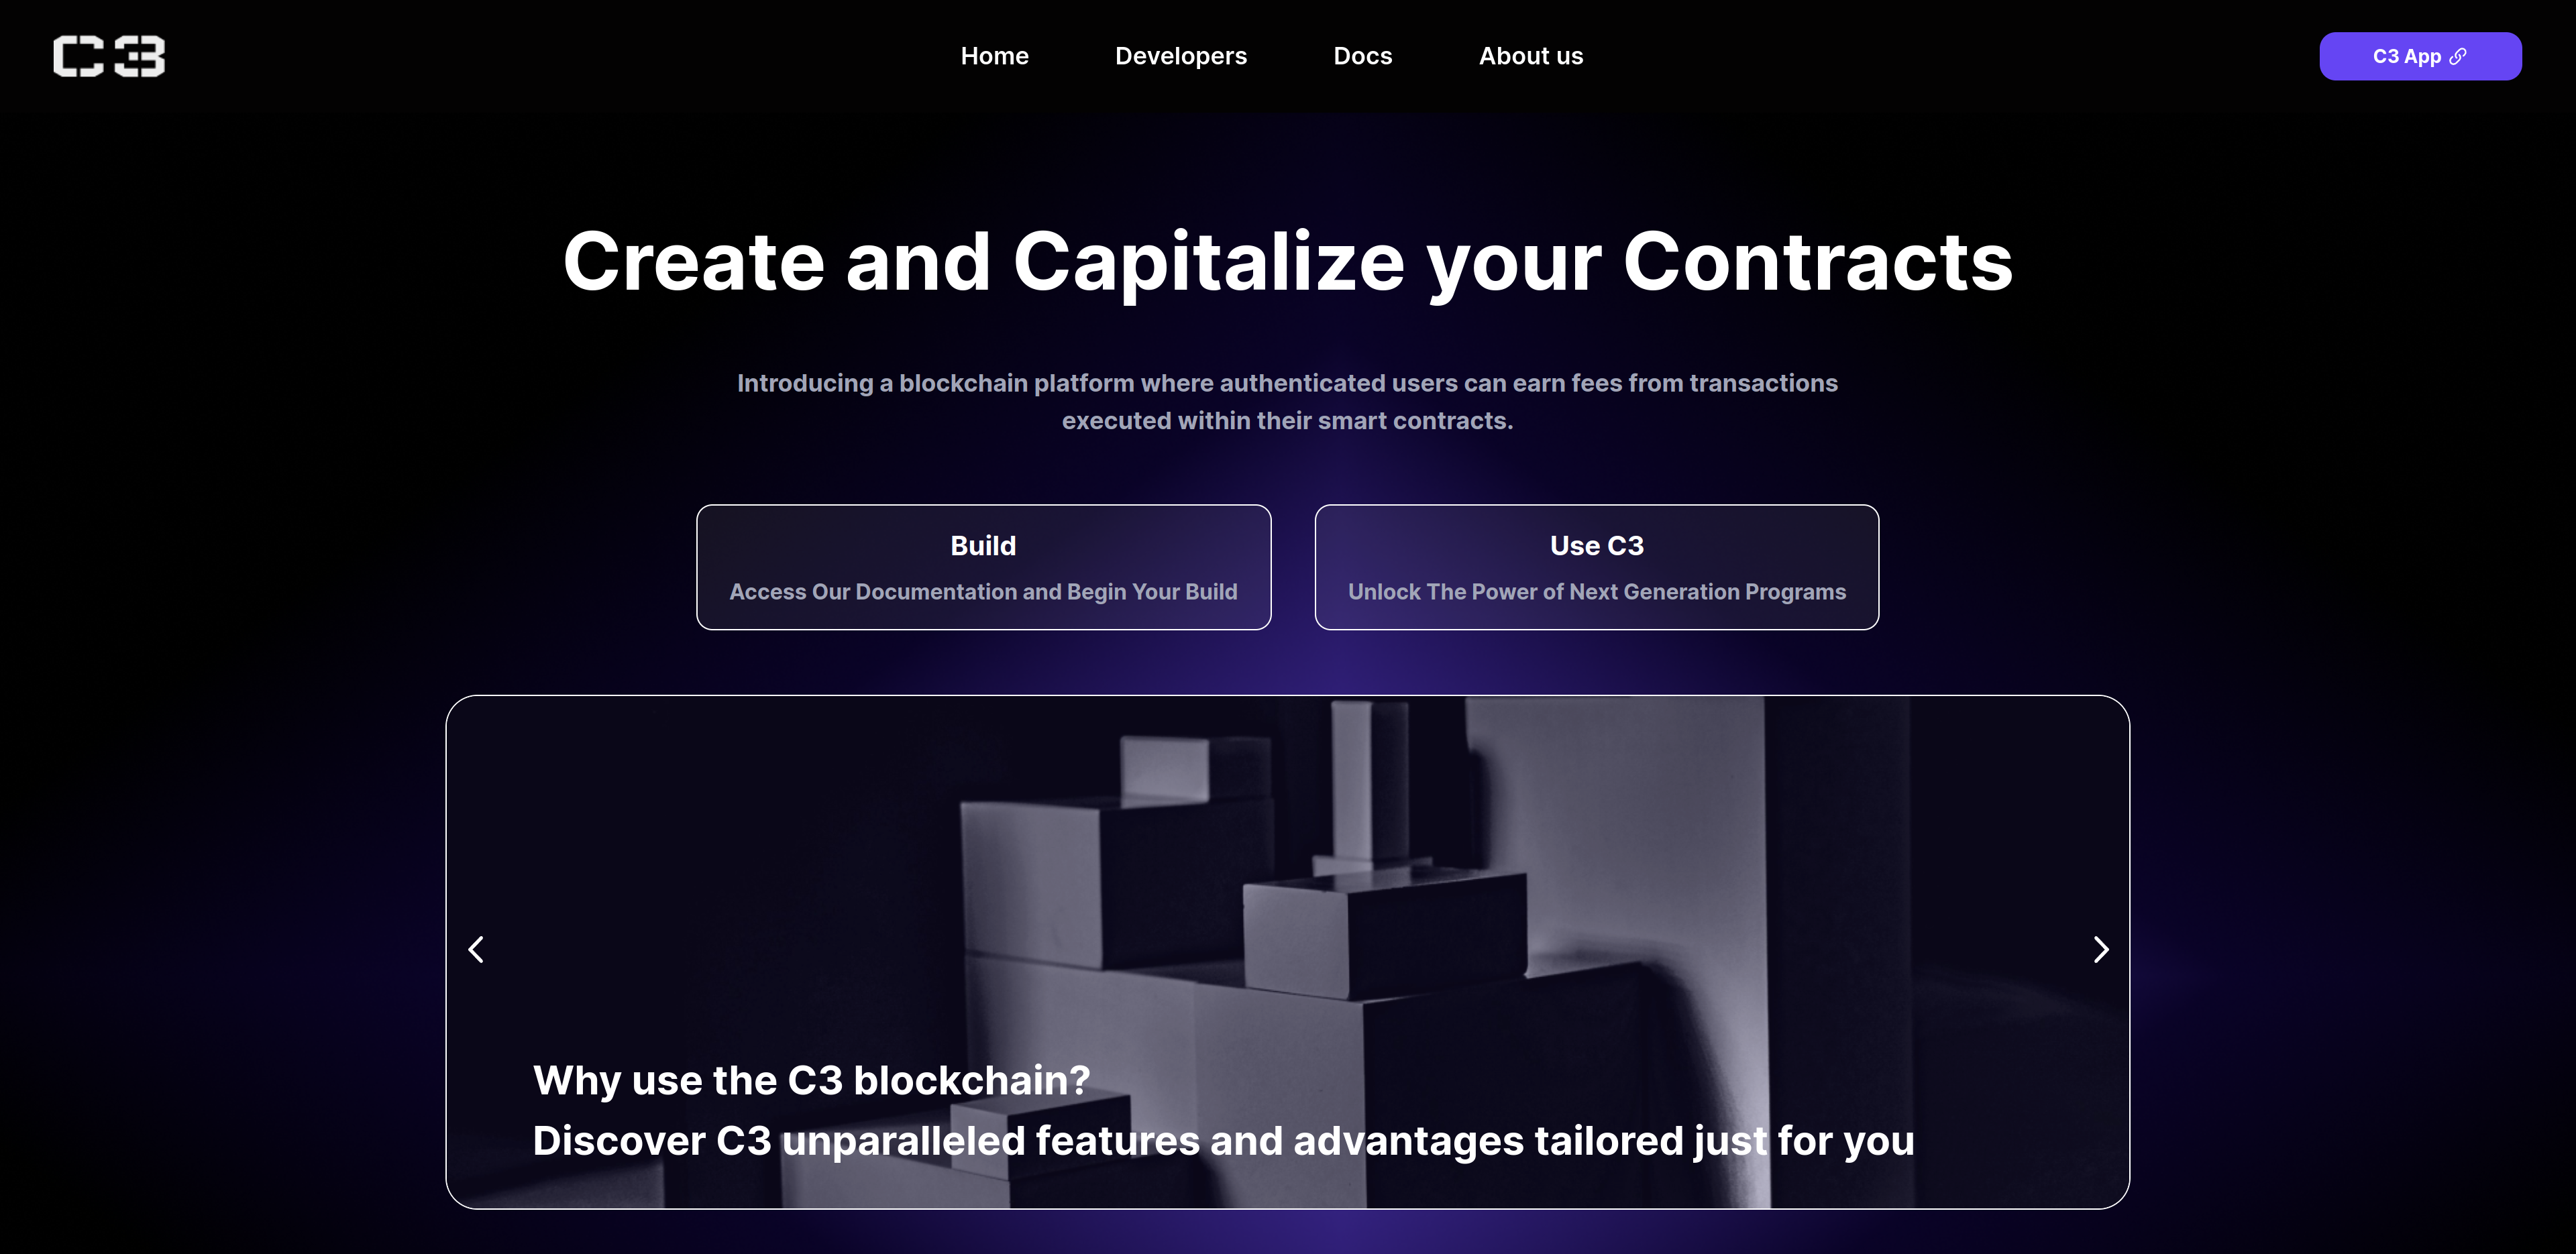 C3
Home
Developers
Docs
About us
C3 App
Create and Capitalize your Contracts
Introducing a blockchain platform where authenticated users can earn fees from transactions
executed within their smart contracts.
Build
Access Our Documentation and Begin Your Build
Use C3
Unlock The Power of Next Generation Programs
Why use the C3 blockchain?
Discover C3 unparalleled features and advantages tailored just for you